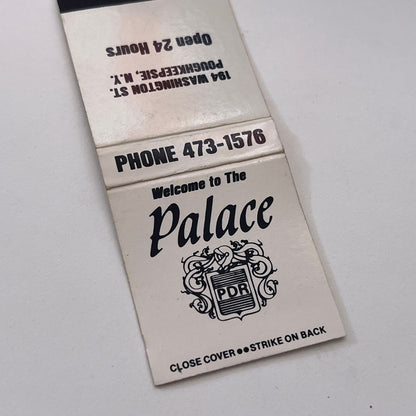 Open 24 Hours
194 WASHINGTON ST.
POUGHKEEPSIE, N.Y.
PHONE 473-1576
Welcome to The
Palace
PDR
CLOSE COVER ●● STRIKE ON BACK